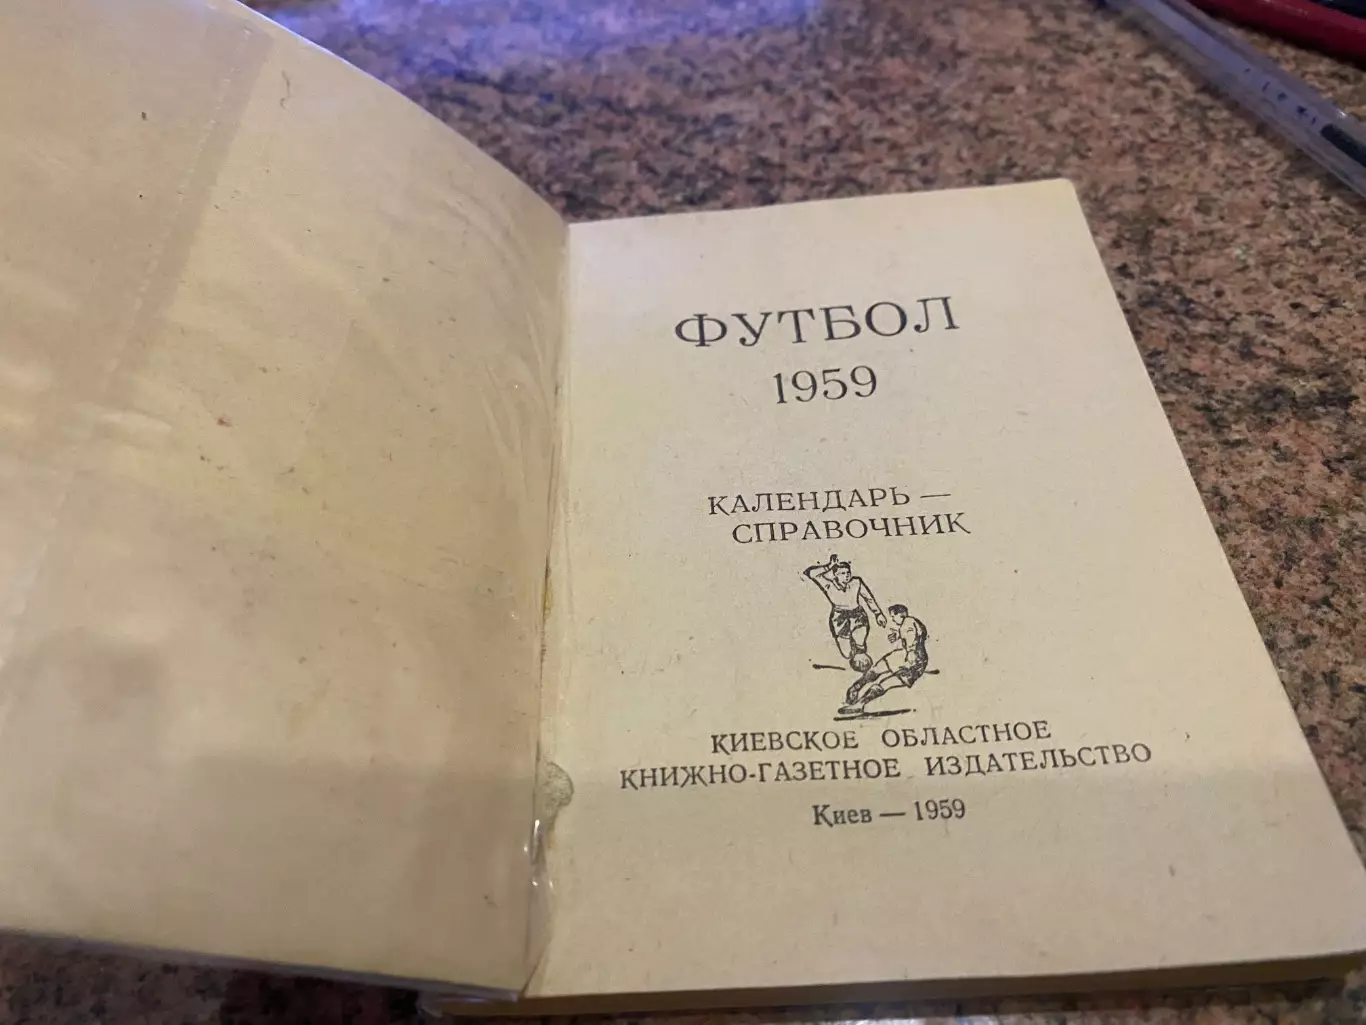 ФУТБОЛ
1959
КАЛЕНДАРЬ —
СПРАВОЧНИК
КИЕВСКОЕ ОБЛАСТНОЕ
КНИЖНО-ГАЗЕТНОЕ ИЗДАТЕЛЬСТВО
Киев — 1959